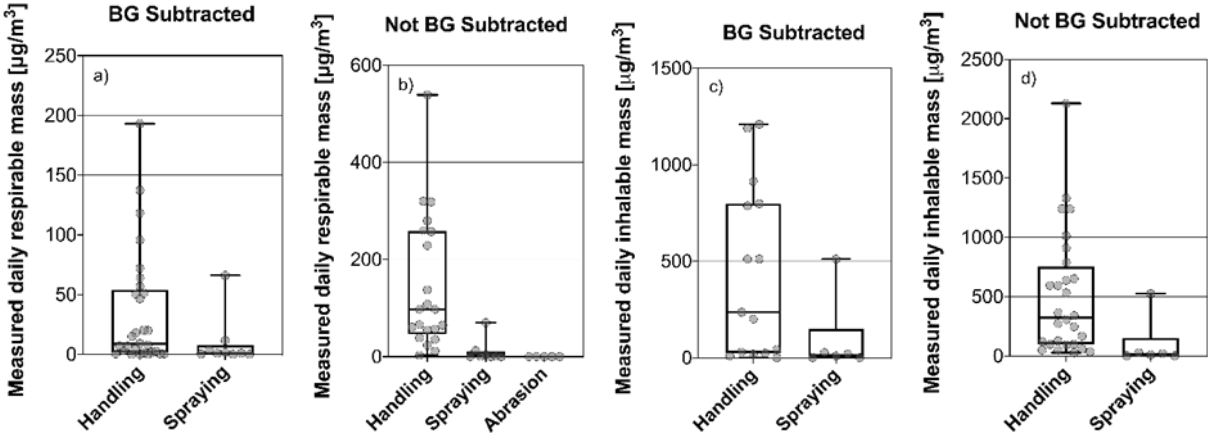 BG Subtracted
Measured daily respirable mass [µg/m³]
a)
250
200
150
100
50
0
Handling
Spraying
Not BG Subtracted
Measured daily respirable mass [µg/m³]
b)
600
400
200
0
Handling
Spraying
Abrasion
BG Subtracted
Measured daily inhalable mass [µg/m³]
c)
1500
1000
500
0
Handling
Spraying
Not BG Subtracted
Measured daily inhalable mass [µg/m³]
d)
2500
2000
1500
1000
500
0
Handling
Spraying